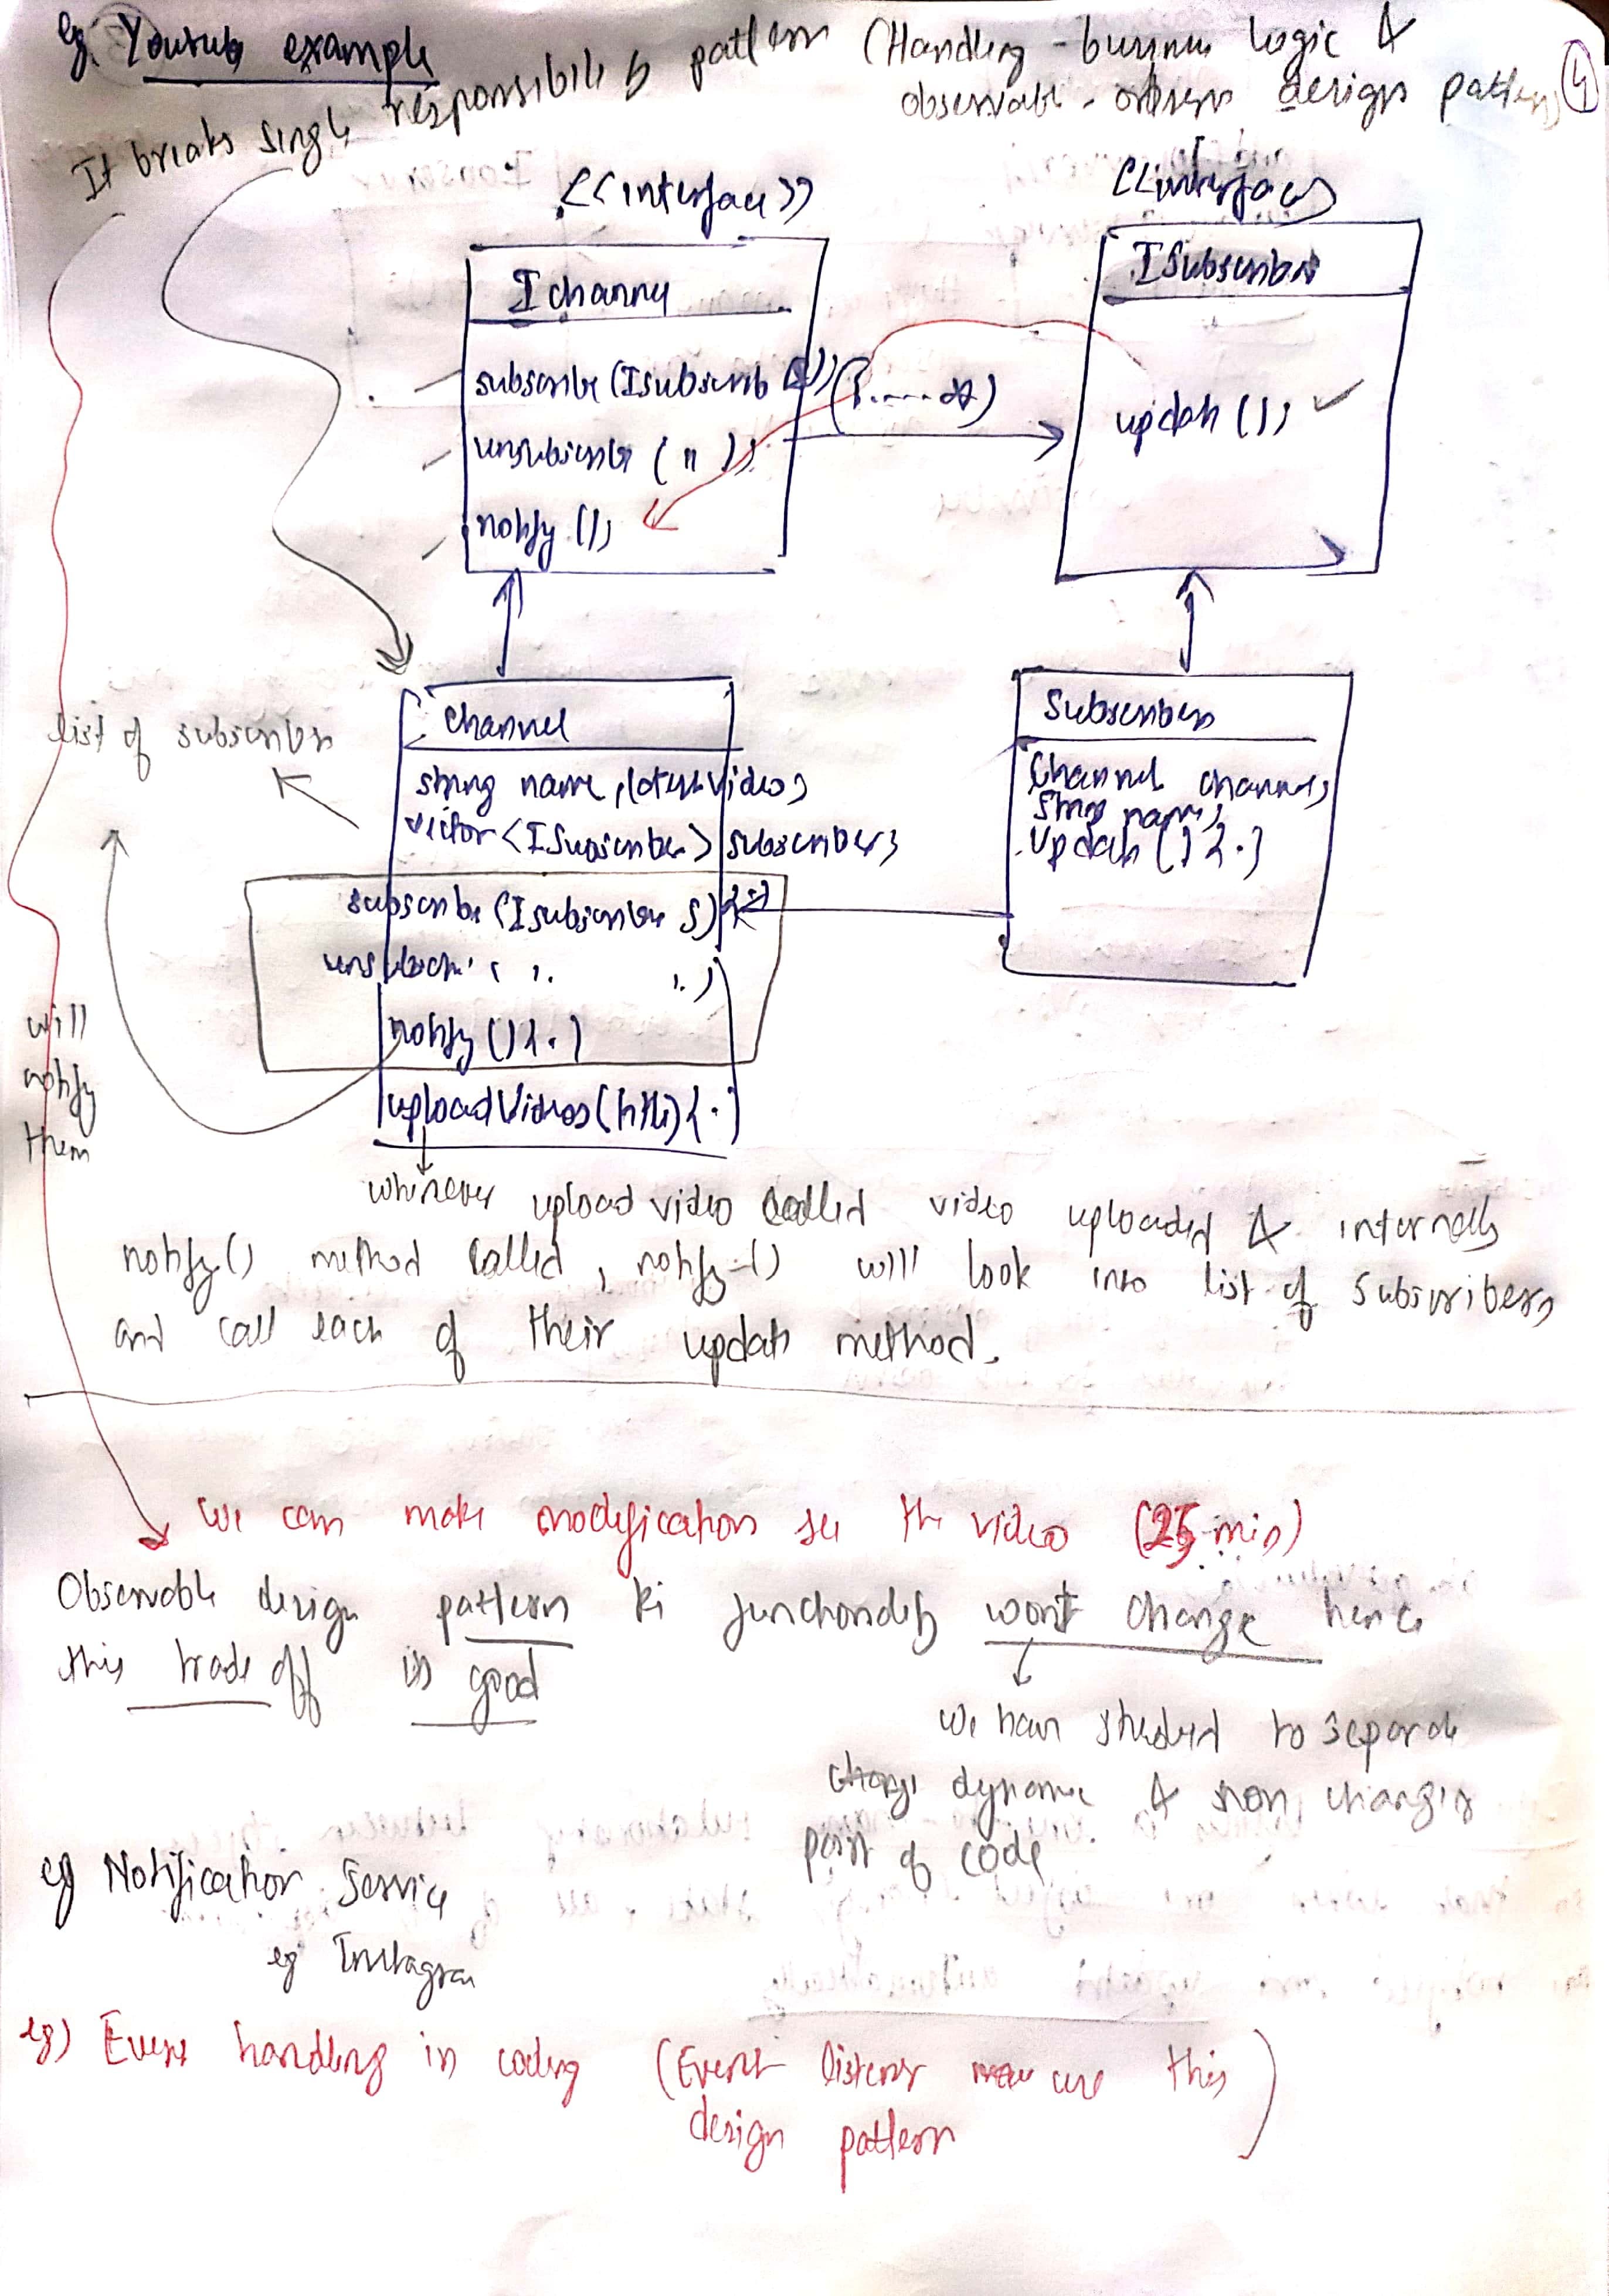 eg. Youtube example
④
It breaks single responsibility pattern (Handling - business logic &
observable - observer design pattern)
<<interface>>
<<interface>>
IChannel
ISubscriber
subscribe (ISubscriber );
unsubscribe ( " );
notify ();
(1.....*)
update ();
list of subscribers
Channel
string name, latestVideo;
vector <ISubscriber> subscribers;
subscribe (ISubscriber S) {.}
unsubscri. ( ,. ,. )
notify () {.}
uploadVideos (title) {.}
Subscribers
Channel channel;
String name;
update () {.}
will
notify
them
whenever upload video called video uploaded & internally
notify() method called, notify-() will look into list of subscribers
and call each of their update method.
We can make modification see the video (25 min)
Observable design pattern ki functionality wont change hence
this trade off is good
We have studied to separate
dynamic & non changing
part of code
eg Notification Service
eg Instagram
eg) Event handling in coding (Event listener use this
design pattern)